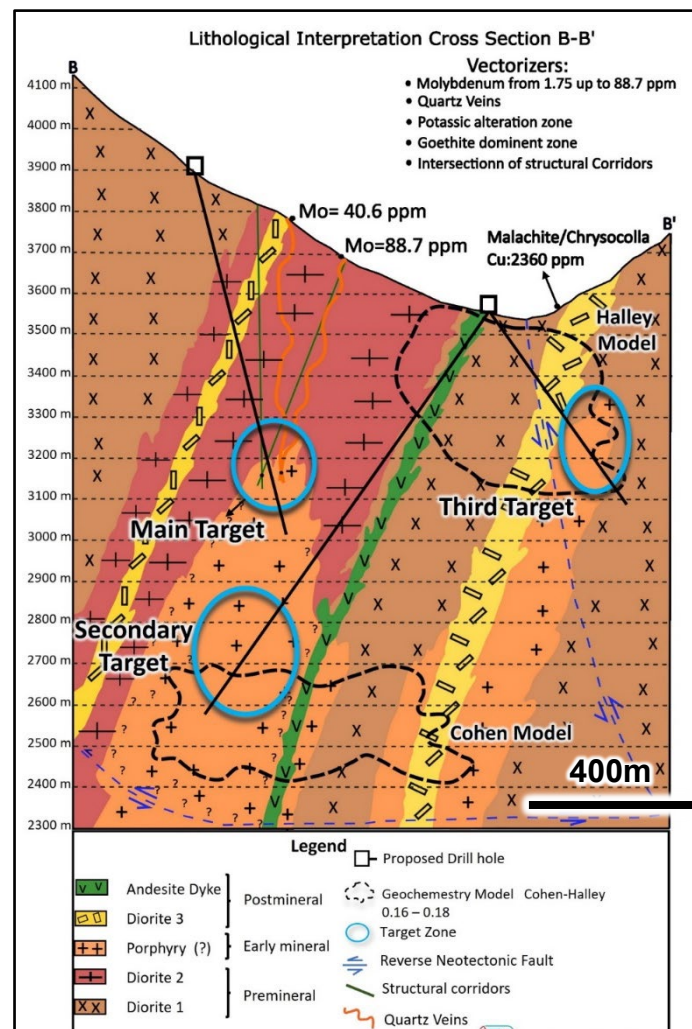 Lithological Interpretation Cross Section B-B'
Vectorizers:
• Molybdenum from 1.75 up to 88.7 ppm
• Quartz Veins
• Potassic alteration zone
• Goethite dominent zone
• Intersectionn of structural Corridors
B
4100 m
4000 m
3900 m
3800 m
3700 m
3600 m
3500 m
3400 m
3300 m
3200 m
3100 m
3000 m
2900 m
2800 m
2700 m
2600 m
2500 m
2400 m
2300 m
B'
Mo= 40.6 ppm
Mo=88.7 ppm
Malachite/Chrysocolla
Cu:2360 ppm
Halley
Model
Main Target
Third Target
Secondary
Target
Cohen Model
400m
Legend
Andesite Dyke
Diorite 3
Postmineral
Porphyry (?)
Early mineral
Diorite 2
Diorite 1
Premineral
Proposed Drill hole
Geochemestry Model Cohen-Halley
0.16 – 0.18
Target Zone
Reverse Neotectonic Fault
Structural corridors
Quartz Veins